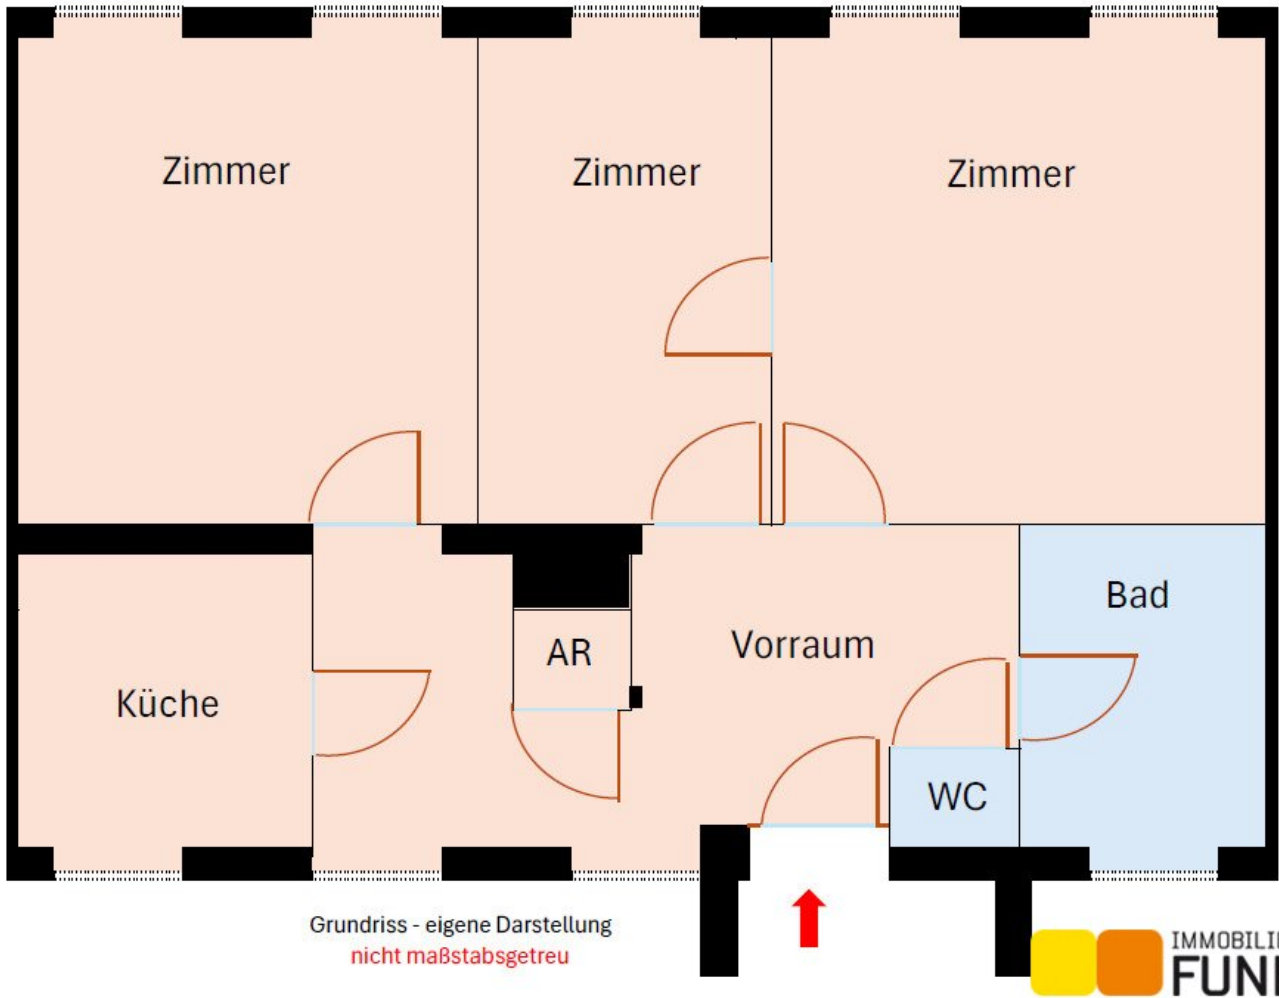 Zimmer
Zimmer
Zimmer
Bad
AR
Vorraum
Küche
WC
Grundriss - eigene Darstellung
nicht maßstabsgetreu